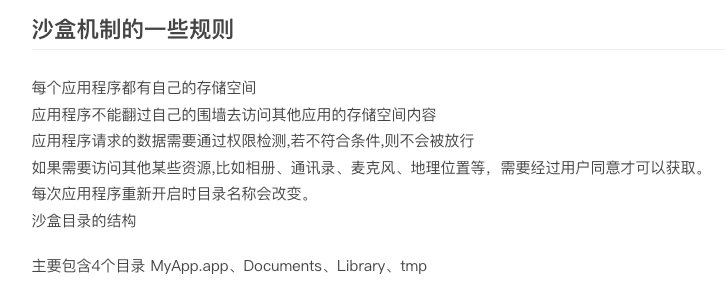 沙盒机制的一些规则
每个应用程序都有自己的存储空间
应用程序不能翻过自己的围墙去访问其他应用的存储空间内容
应用程序请求的数据需要通过权限检测,若不符合条件,则不会被放行
如果需要访问其他某些资源,比如相册、通讯录、麦克风、地理位置等，需要经过用户同意才可以获取。
每次应用程序重新开启时目录名称会改变。
沙盒目录的结构
主要包含4个目录 MyApp.app、Documents、Library、tmp